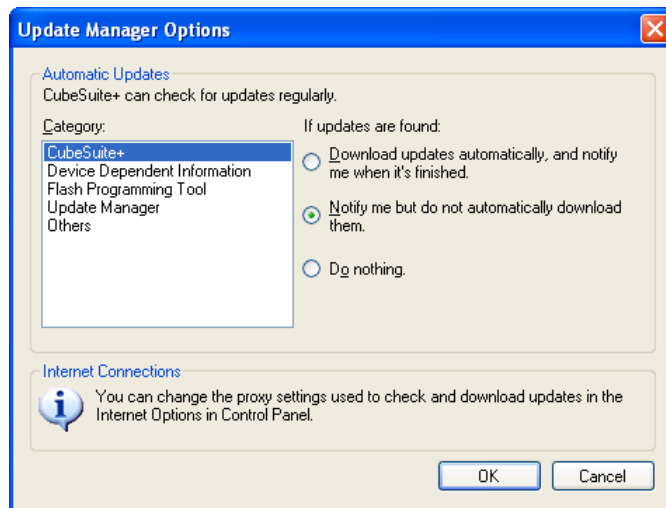 Update Manager Options
Automatic Updates
CubeSuite+ can check for updates regularly.
Category:
CubeSuite+
Device Dependent Information
Flash Programming Tool
Update Manager
Others
If updates are found:
Download updates automatically, and notify
me when it's finished.
Notify me but do not automatically download
them.
Do nothing.
Internet Connections
You can change the proxy settings used to check and download updates in the
Internet Options in Control Panel.
OK
Cancel